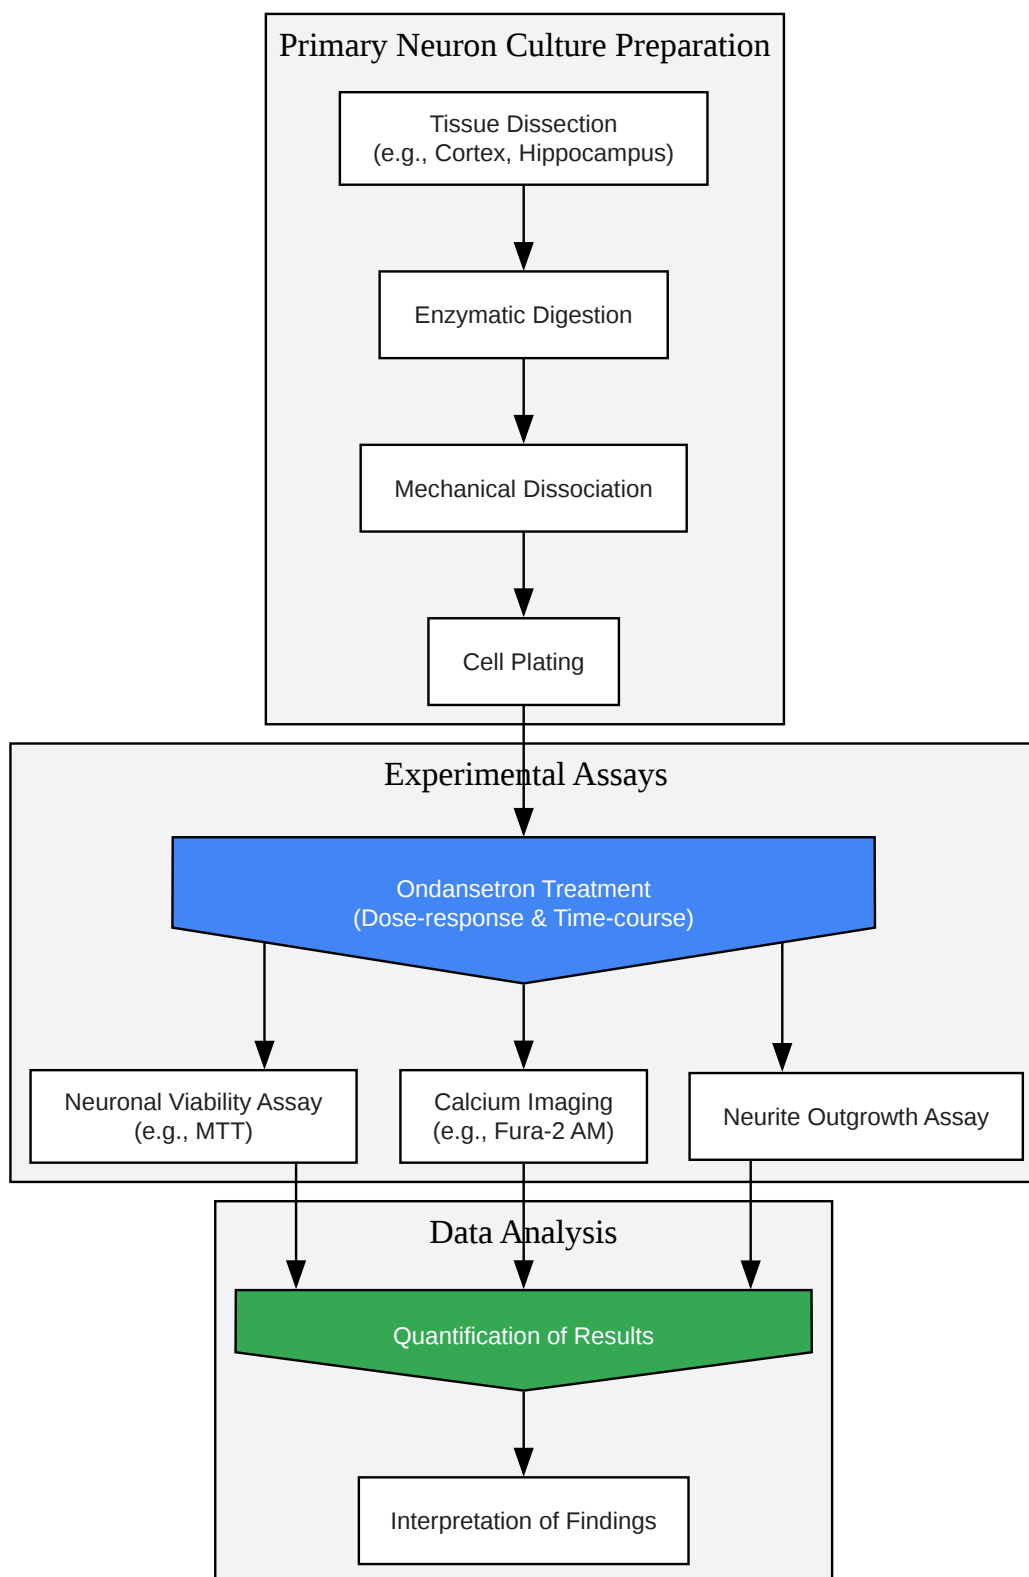 Primary Neuron Culture Preparation
Tissue Dissection
(e.g., Cortex, Hippocampus)
Enzymatic Digestion
Mechanical Dissociation
Cell Plating
Experimental Assays
Ondansetron Treatment
(Dose-response & Time-course)
Neuronal Viability Assay
(e.g., MTT)
Calcium Imaging
(e.g., Fura-2 AM)
Neurite Outgrowth Assay
Data Analysis
Quantification of Results
Interpretation of Findings